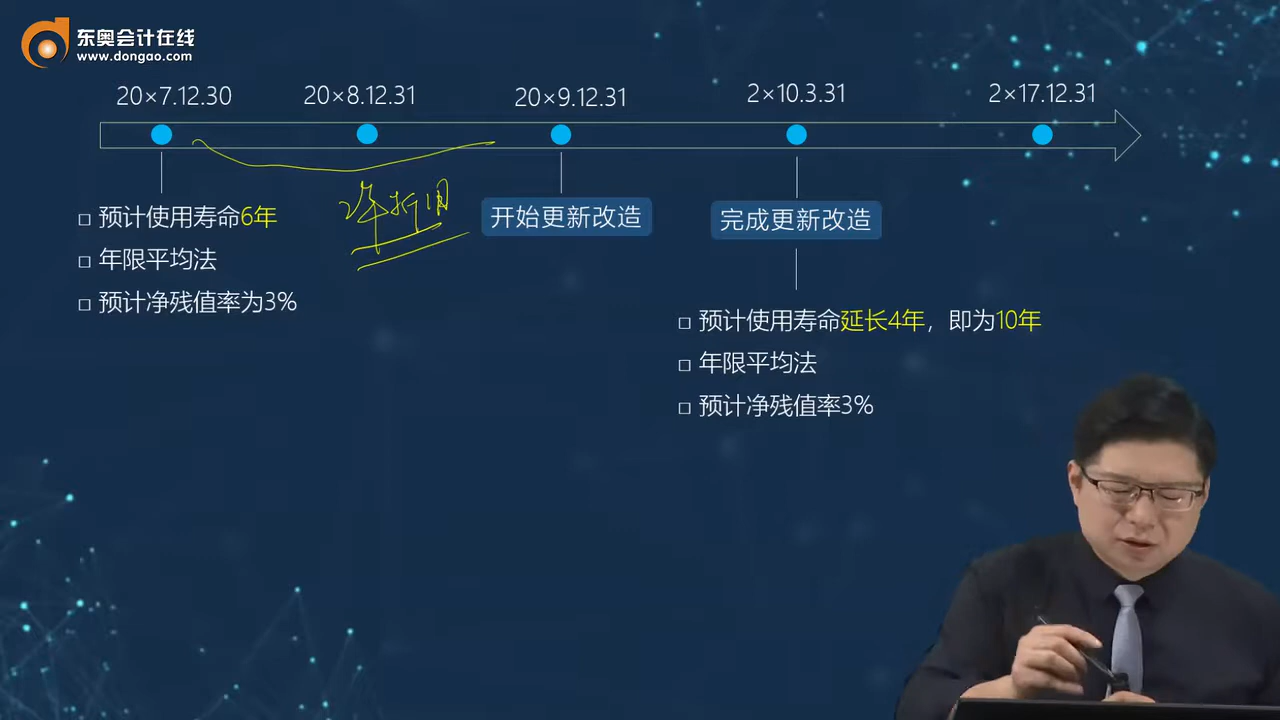 东奥会计在线
www.dongao.com
20×7.12.30
20×8.12.31
20×9.12.31
2×10.3.31
2×17.12.31
□ 预计使用寿命6年
□ 年限平均法
□ 预计净残值率为3%
2年折旧
开始更新改造
完成更新改造
□ 预计使用寿命延长4年，即为10年
□ 年限平均法
□ 预计净残值率3%